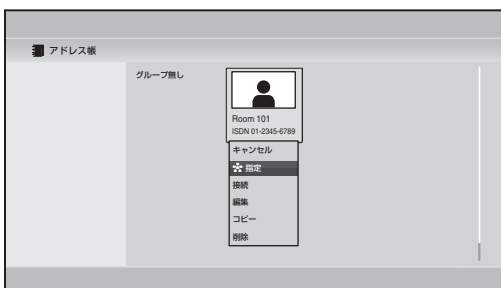 アドレス帳
グループ無し
Room 101
ISDN 01-2345-6789
キャンセル
指定
接続
編集
コピー
削除